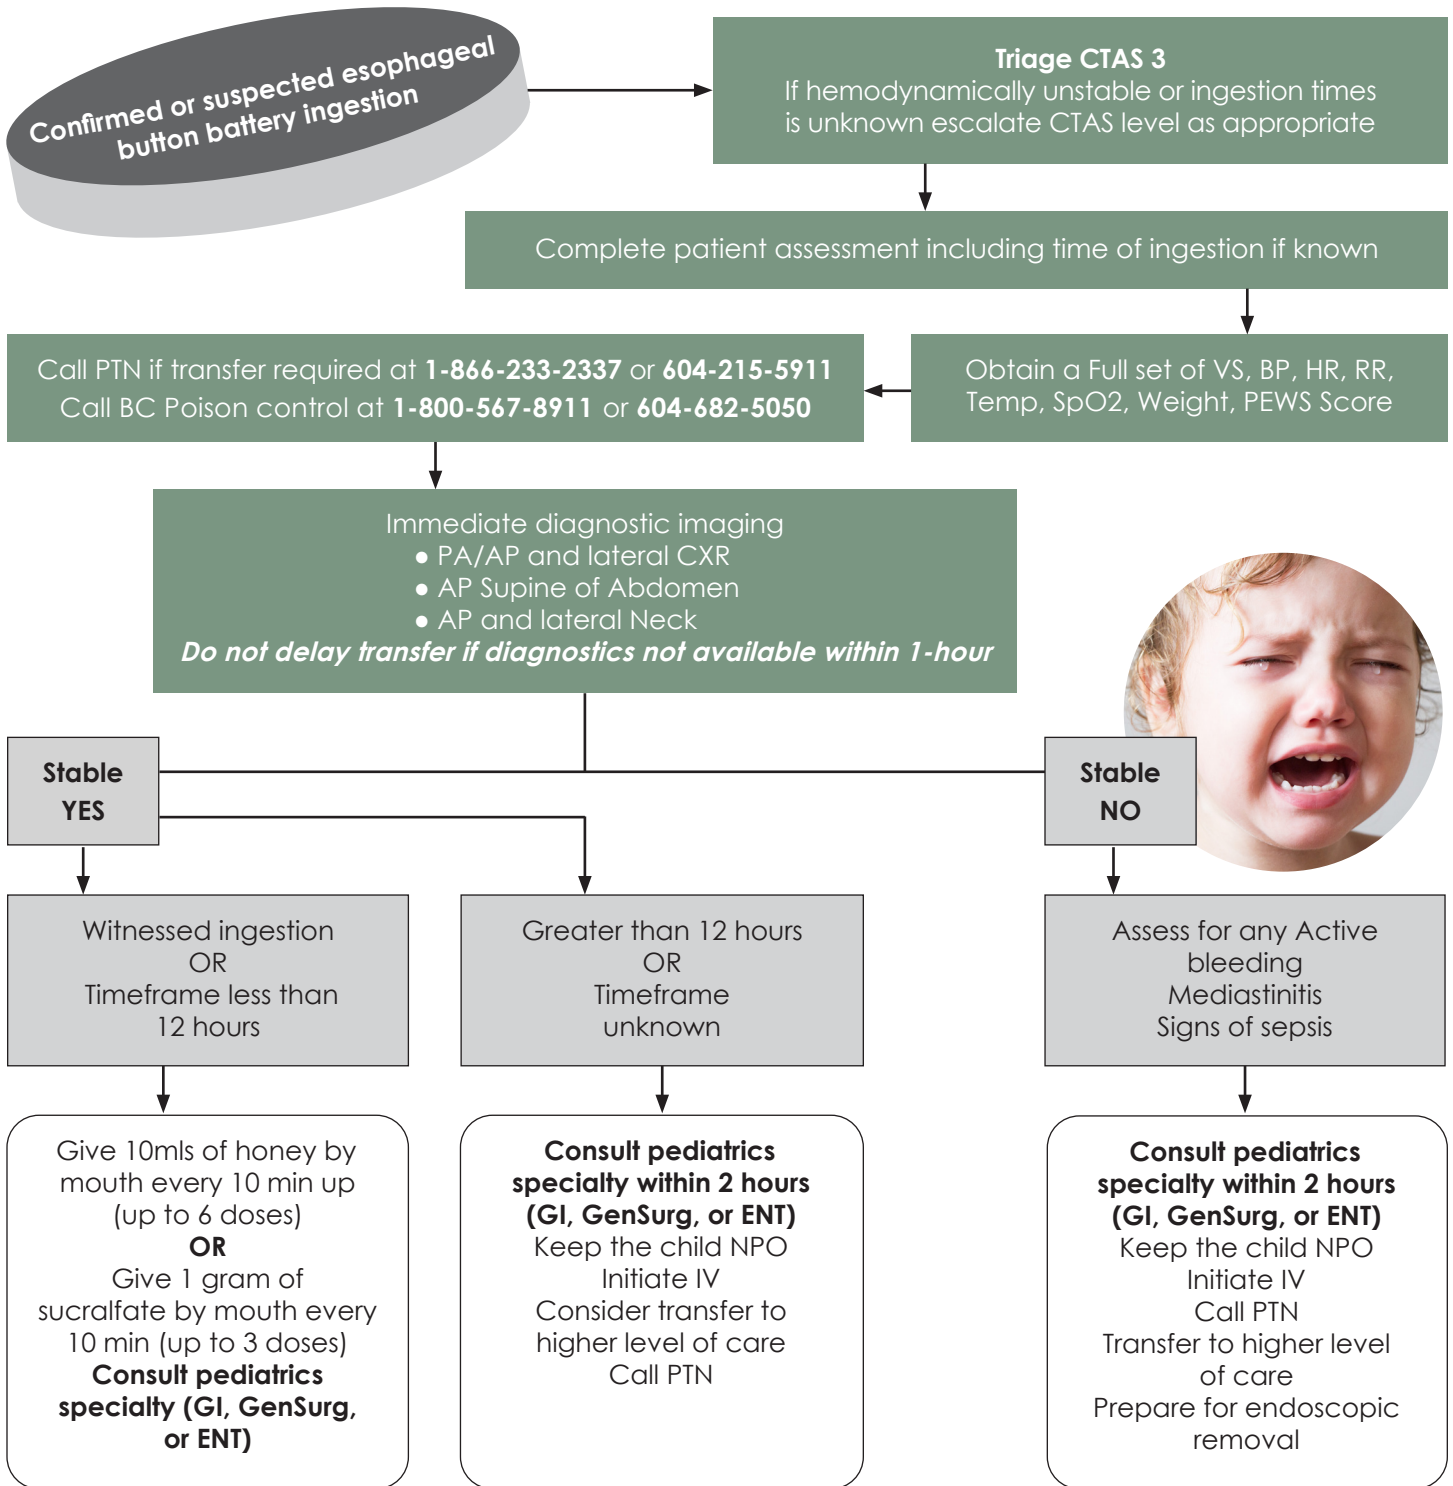 Confirmed or suspected esophageal
button battery ingestion
Triage CTAS 3
If hemodynamically unstable or ingestion times
is unknown escalate CTAS level as appropriate
Complete patient assessment including time of ingestion if known
Obtain a Full set of VS, BP, HR, RR,
Temp, SpO2, Weight, PEWS Score
Call PTN if transfer required at 1-866-233-2337 or 604-215-5911
Call BC Poison control at 1-800-567-8911 or 604-682-5050
Immediate diagnostic imaging
● PA/AP and lateral CXR
● AP Supine of Abdomen
● AP and lateral Neck
Do not delay transfer if diagnostics not available within 1-hour
Stable
YES
Stable
NO
Witnessed ingestion
OR
Timeframe less than
12 hours
Greater than 12 hours
OR
Timeframe
unknown
Assess for any Active
bleeding
Mediastinitis
Signs of sepsis
Give 10mls of honey by
mouth every 10 min up
(up to 6 doses)
OR
Give 1 gram of
sucralfate by mouth every
10 min (up to 3 doses)
Consult pediatrics
specialty (GI, GenSurg,
or ENT)
Consult pediatrics
specialty within 2 hours
(GI, GenSurg, or ENT)
Keep the child NPO
Initiate IV
Consider transfer to
higher level of care
Call PTN
Consult pediatrics
specialty within 2 hours
(GI, GenSurg, or ENT)
Keep the child NPO
Initiate IV
Call PTN
Transfer to higher level
of care
Prepare for endoscopic
removal